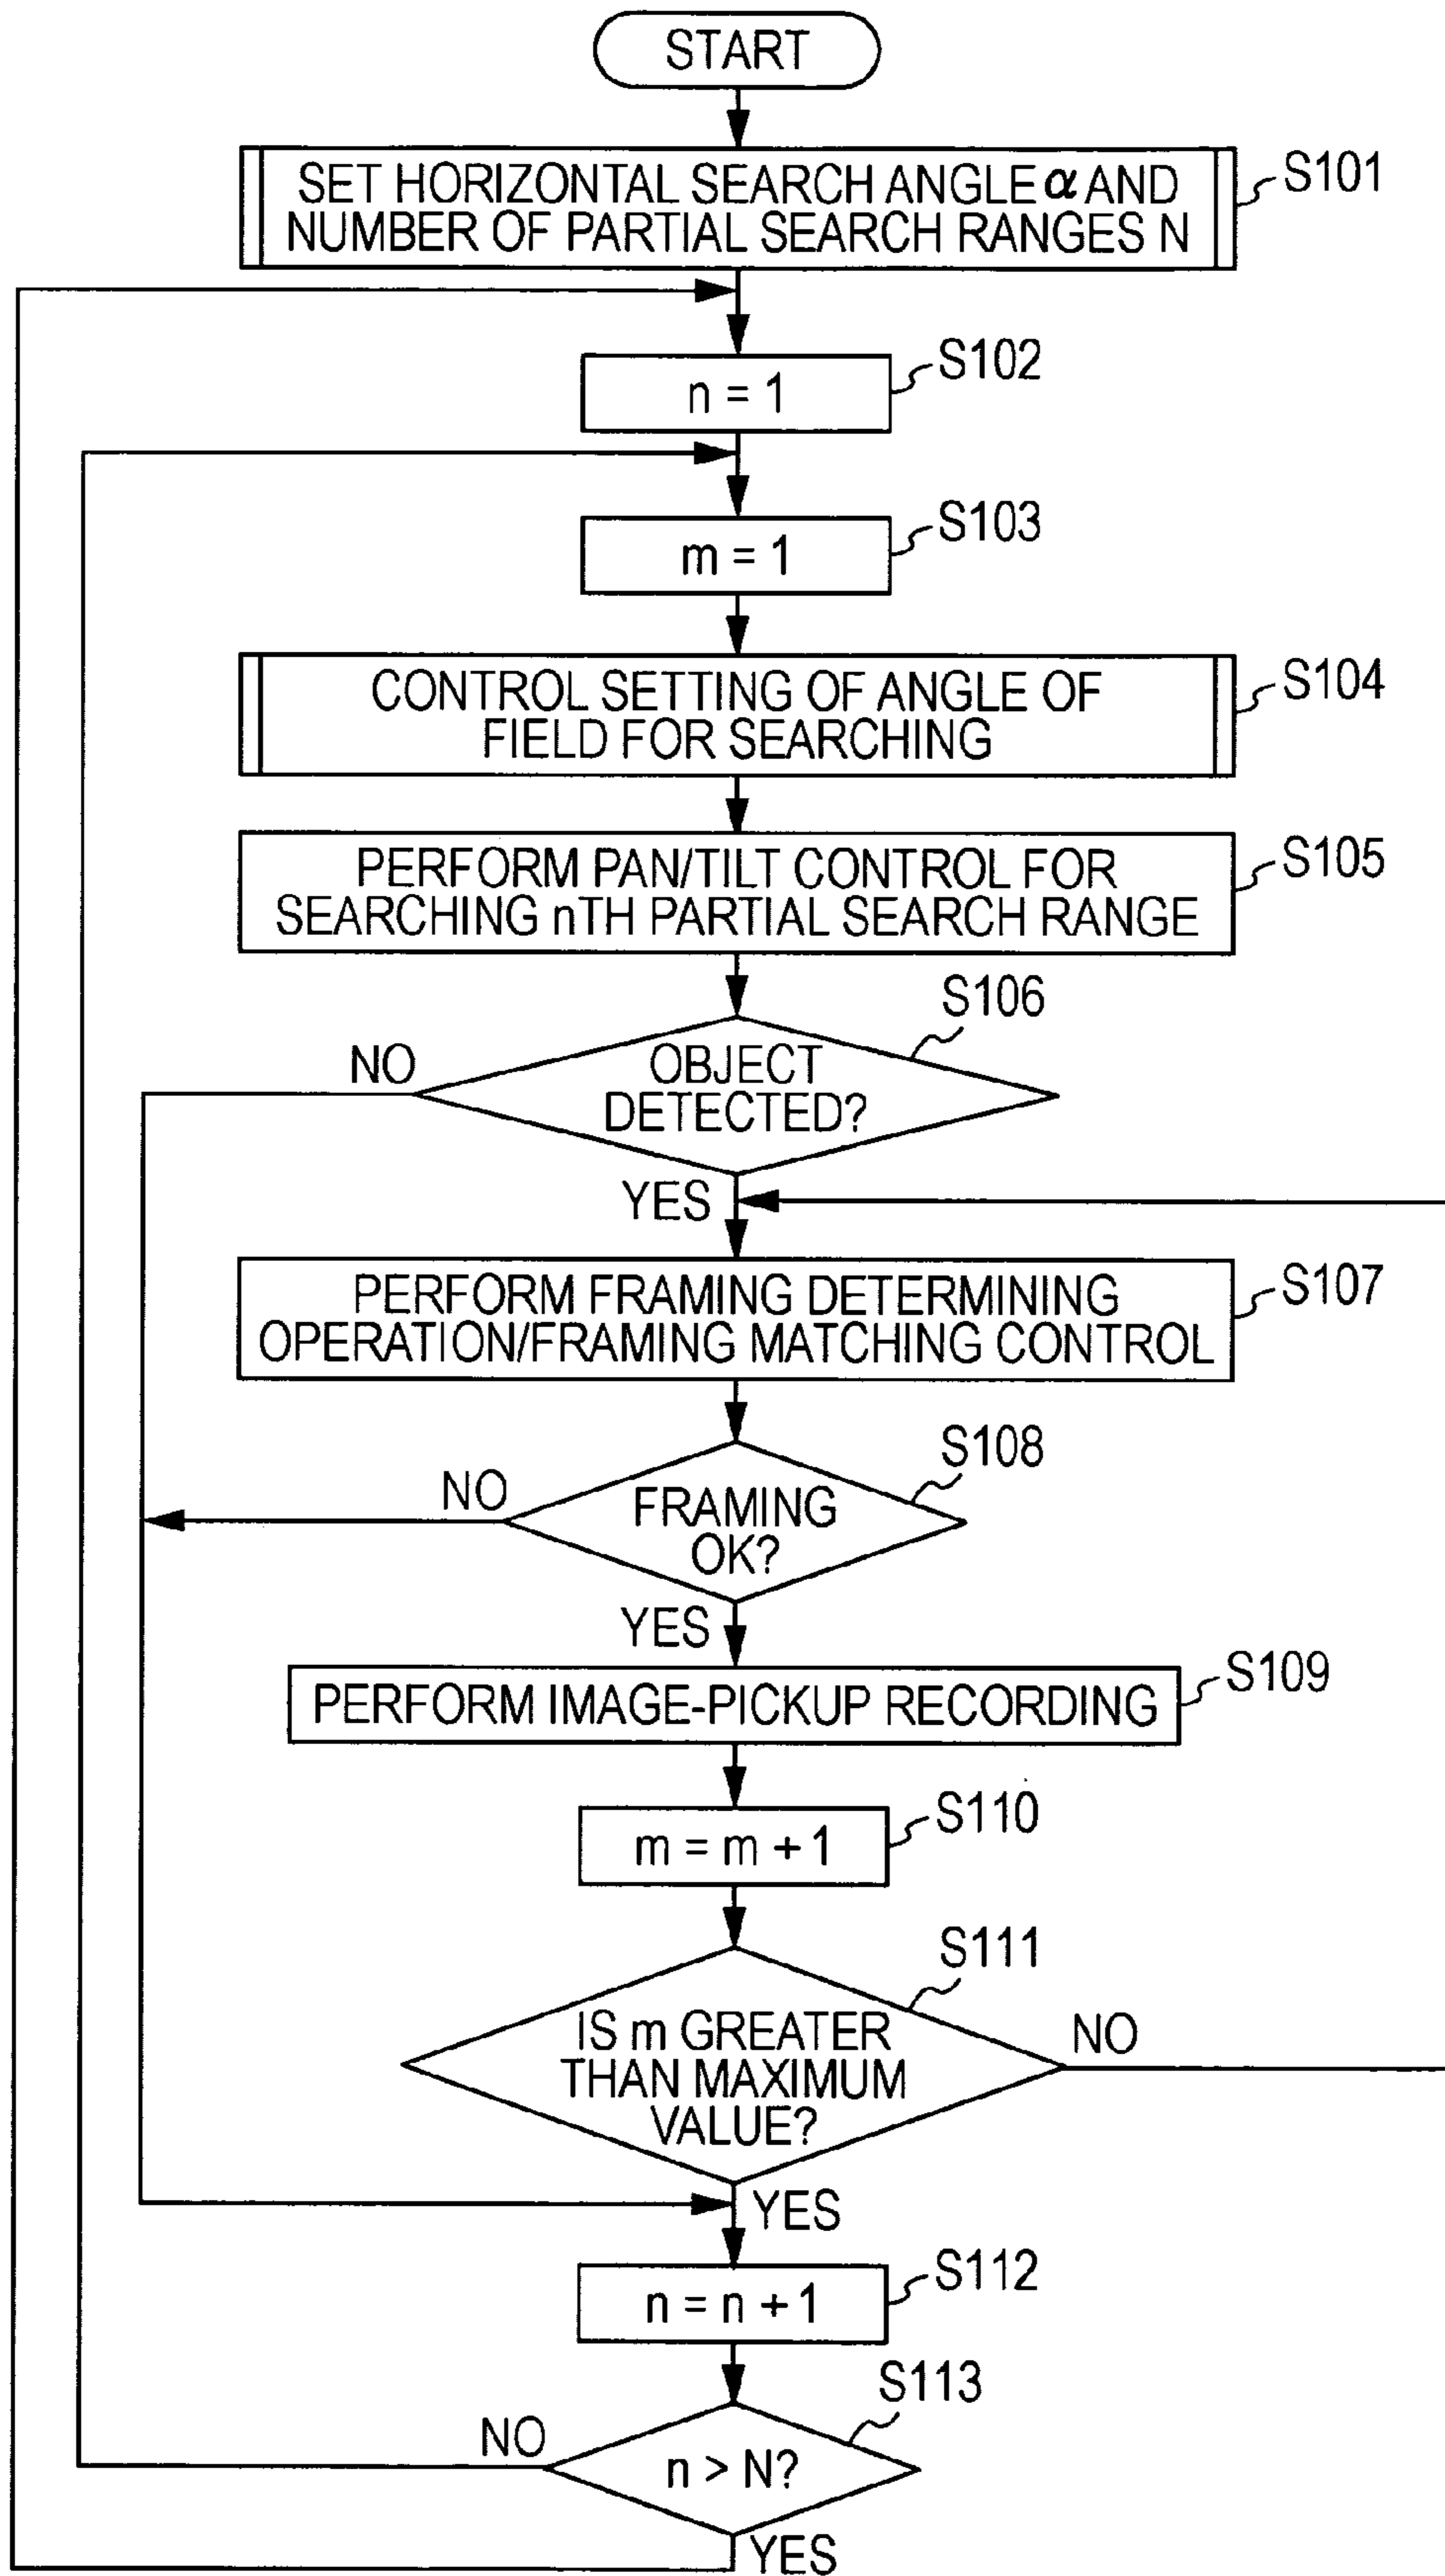 START
SET HORIZONTAL SEARCH ANGLE α AND
NUMBER OF PARTIAL SEARCH RANGES N
S101
n = 1
S102
m = 1
S103
CONTROL SETTING OF ANGLE OF
FIELD FOR SEARCHING
S104
PERFORM PAN/TILT CONTROL FOR
SEARCHING nTH PARTIAL SEARCH RANGE
S105
S106
NO
OBJECT
DETECTED?
YES
PERFORM FRAMING DETERMINING
OPERATION/FRAMING MATCHING CONTROL
S107
S108
NO
FRAMING
OK?
YES
PERFORM IMAGE-PICKUP RECORDING
S109
m = m + 1
S110
S111
IS m GREATER
THAN MAXIMUM
VALUE?
NO
YES
n = n + 1
S112
S113
NO
n > N?
YES